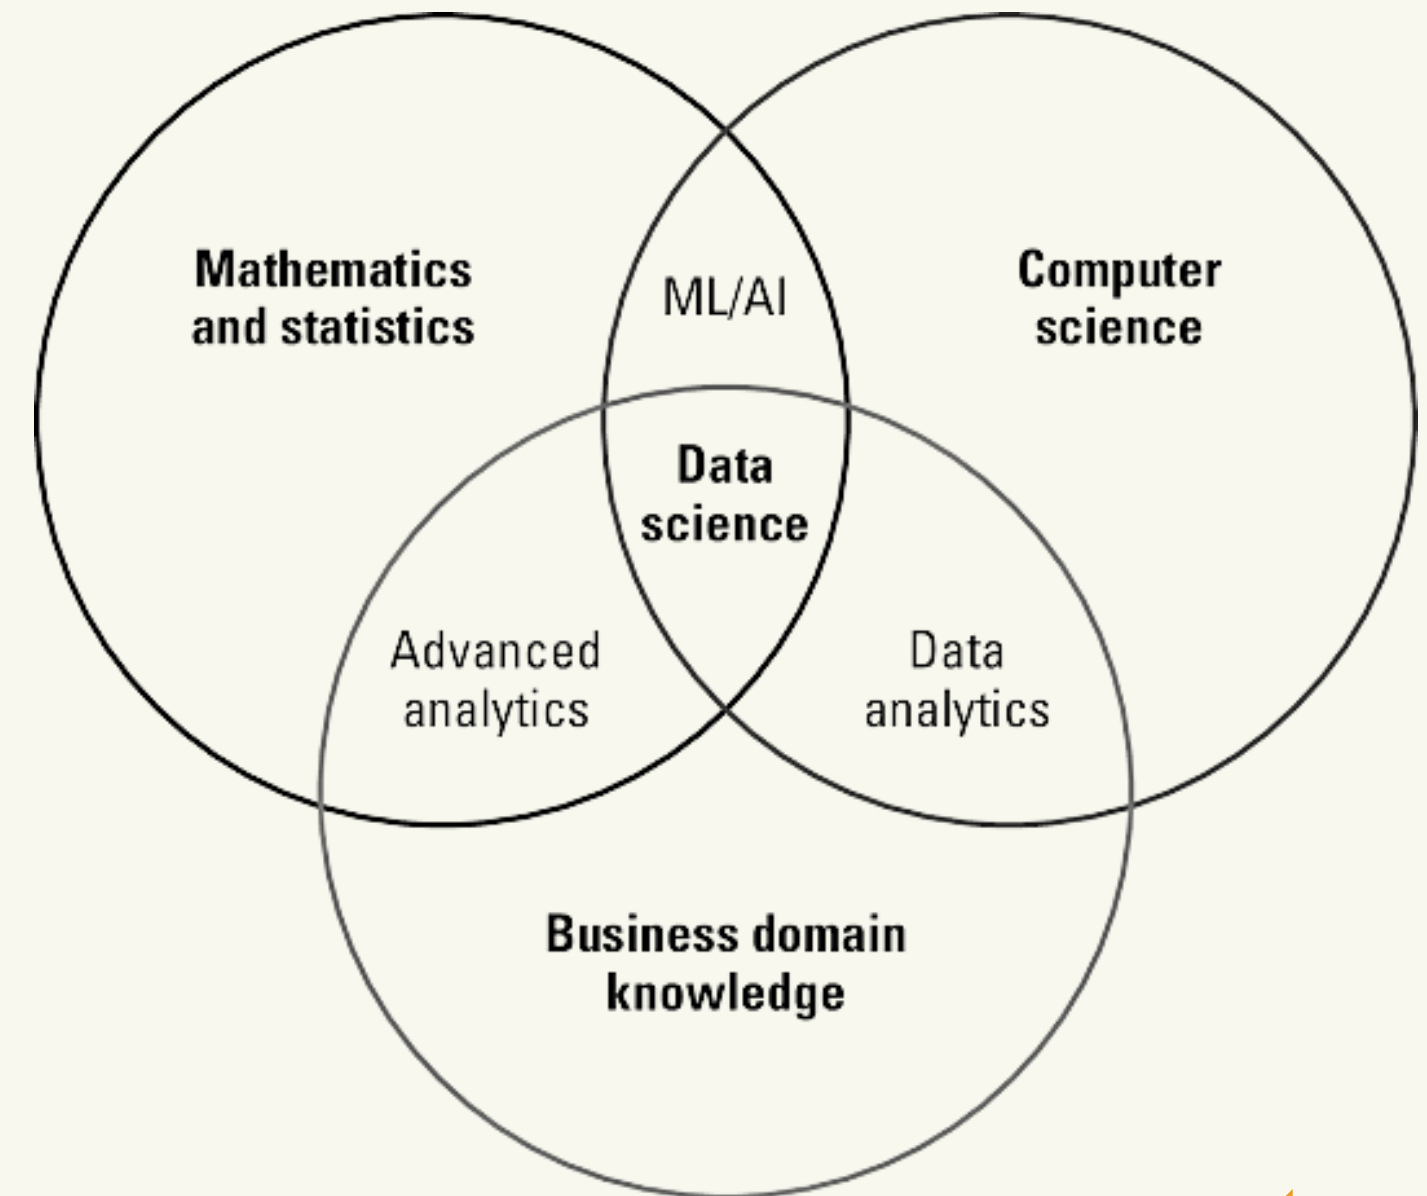 Mathematics
and statistics
Computer
science
ML/AI
Data
science
Advanced
analytics
Data
analytics
Business domain
knowledge